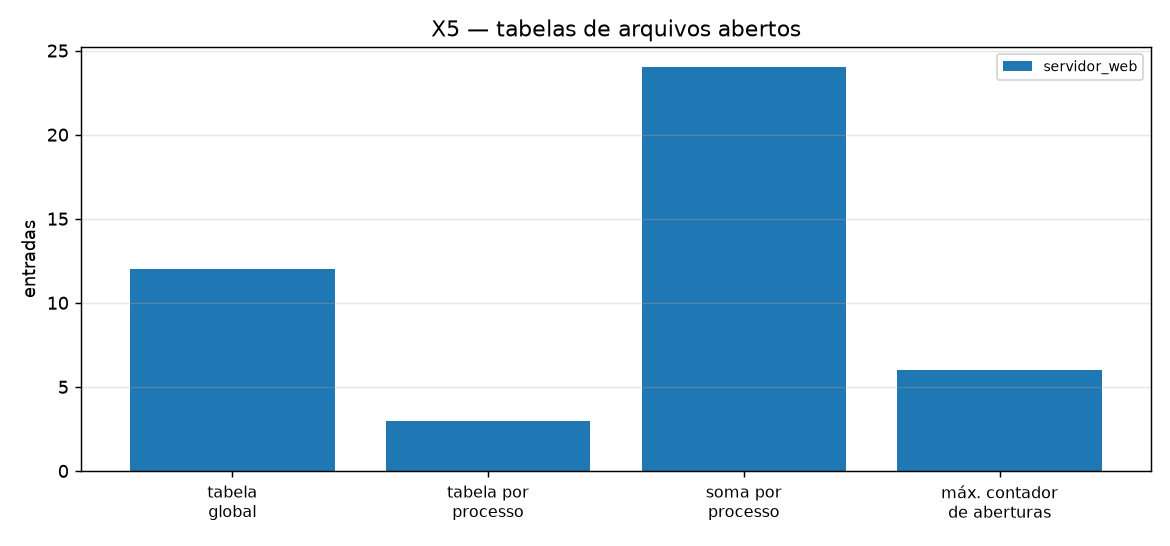 X5 — tabelas de arquivos abertos
servidor_web
entradas
25
20
15
10
5
0
tabela
global
tabela por
processo
soma por
processo
máx. contador
de aberturas